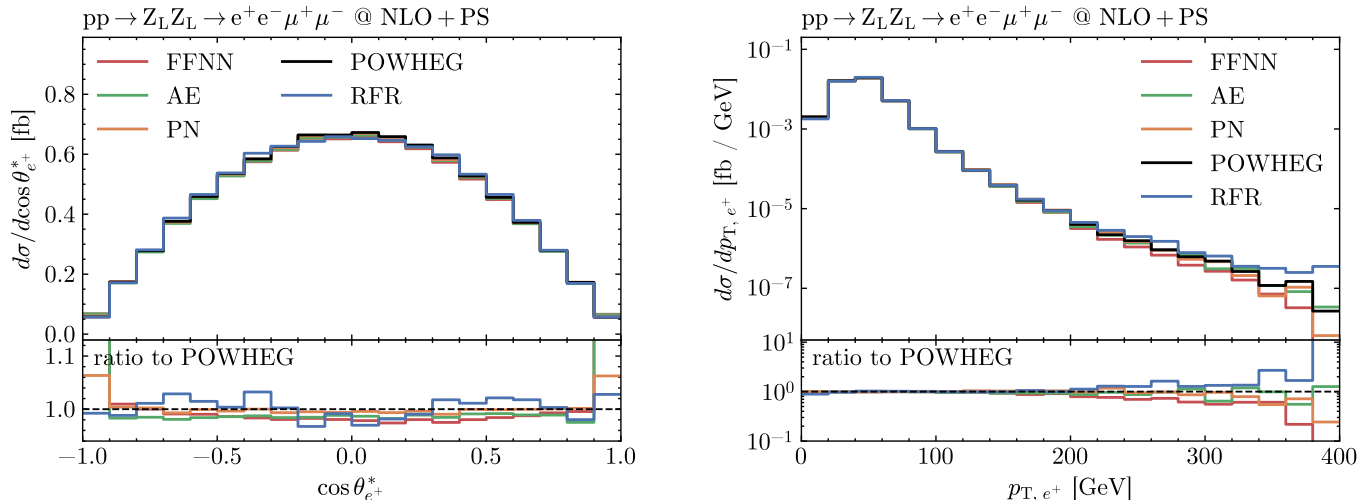 pp → Z_L Z_L → e⁺e⁻μ⁺μ⁻ @ NLO + PS
FFNN
POWHEG
AE
RFR
PN
dσ/dcosθ*_{e⁺} [fb]
0.8
0.6
0.4
0.2
0.0
ratio to POWHEG
1.1
1.0
−1.0
−0.5
0.0
0.5
1.0
cosθ*_{e⁺}
pp → Z_L Z_L → e⁺e⁻μ⁺μ⁻ @ NLO + PS
FFNN
AE
PN
POWHEG
RFR
dσ/dp_{T, e⁺} [fb / GeV]
10⁻¹
10⁻³
10⁻⁵
10⁻⁷
ratio to POWHEG
10¹
10⁰
10⁻¹
0
100
200
300
400
p_{T, e⁺} [GeV]